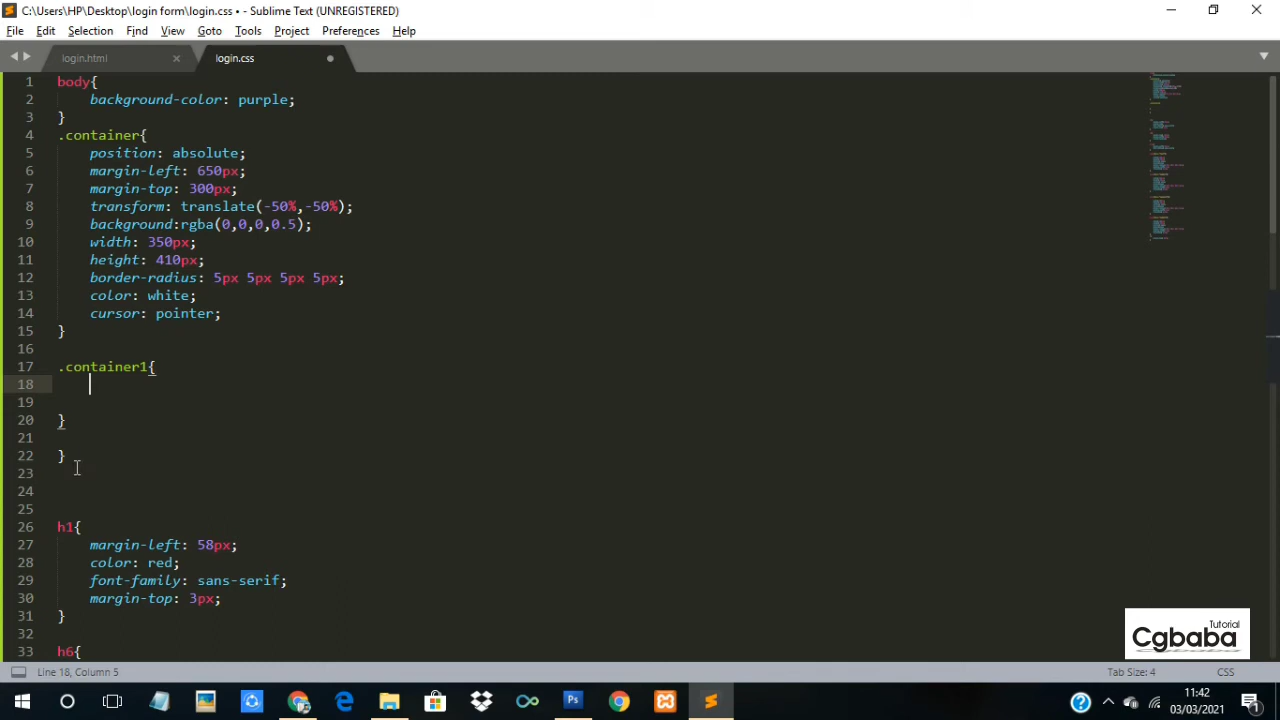 C:\Users\HP\Desktop\login form\login.css • - Sublime Text (UNREGISTERED)
File Edit Selection Find View Goto Tools Project Preferences Help
login.html login.css
1 body{
2 background-color: purple;
3 }
4 .container{
5 position: absolute;
6 margin-left: 650px;
7 margin-top: 300px;
8 transform: translate(-50%,-50%);
9 background:rgba(0,0,0,0.5);
10 width: 350px;
11 height: 410px;
12 border-radius: 5px 5px 5px 5px;
13 color: white;
14 cursor: pointer;
15 }
16
17 .container1{
18
19
20 }
21
22 }
23
24
25
26 h1{
27 margin-left: 58px;
28 color: red;
29 font-family: sans-serif;
30 margin-top: 3px;
31 }
32
33 h6{
Tutorial
Cgbaba
Line 18, Column 5 Tab Size: 4 CSS
Ps
11:42
03/03/2021
1